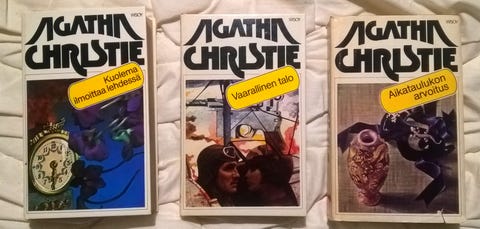 AGATHA
CHRISTIE
WSOY
Kuolema
ilmoittaa lehdessä
AGATHA
CHRISTIE
WSOY
Vaarallinen talo
AGATHA
CHRISTIE
WSOY
Aikataulukon
arvoitus